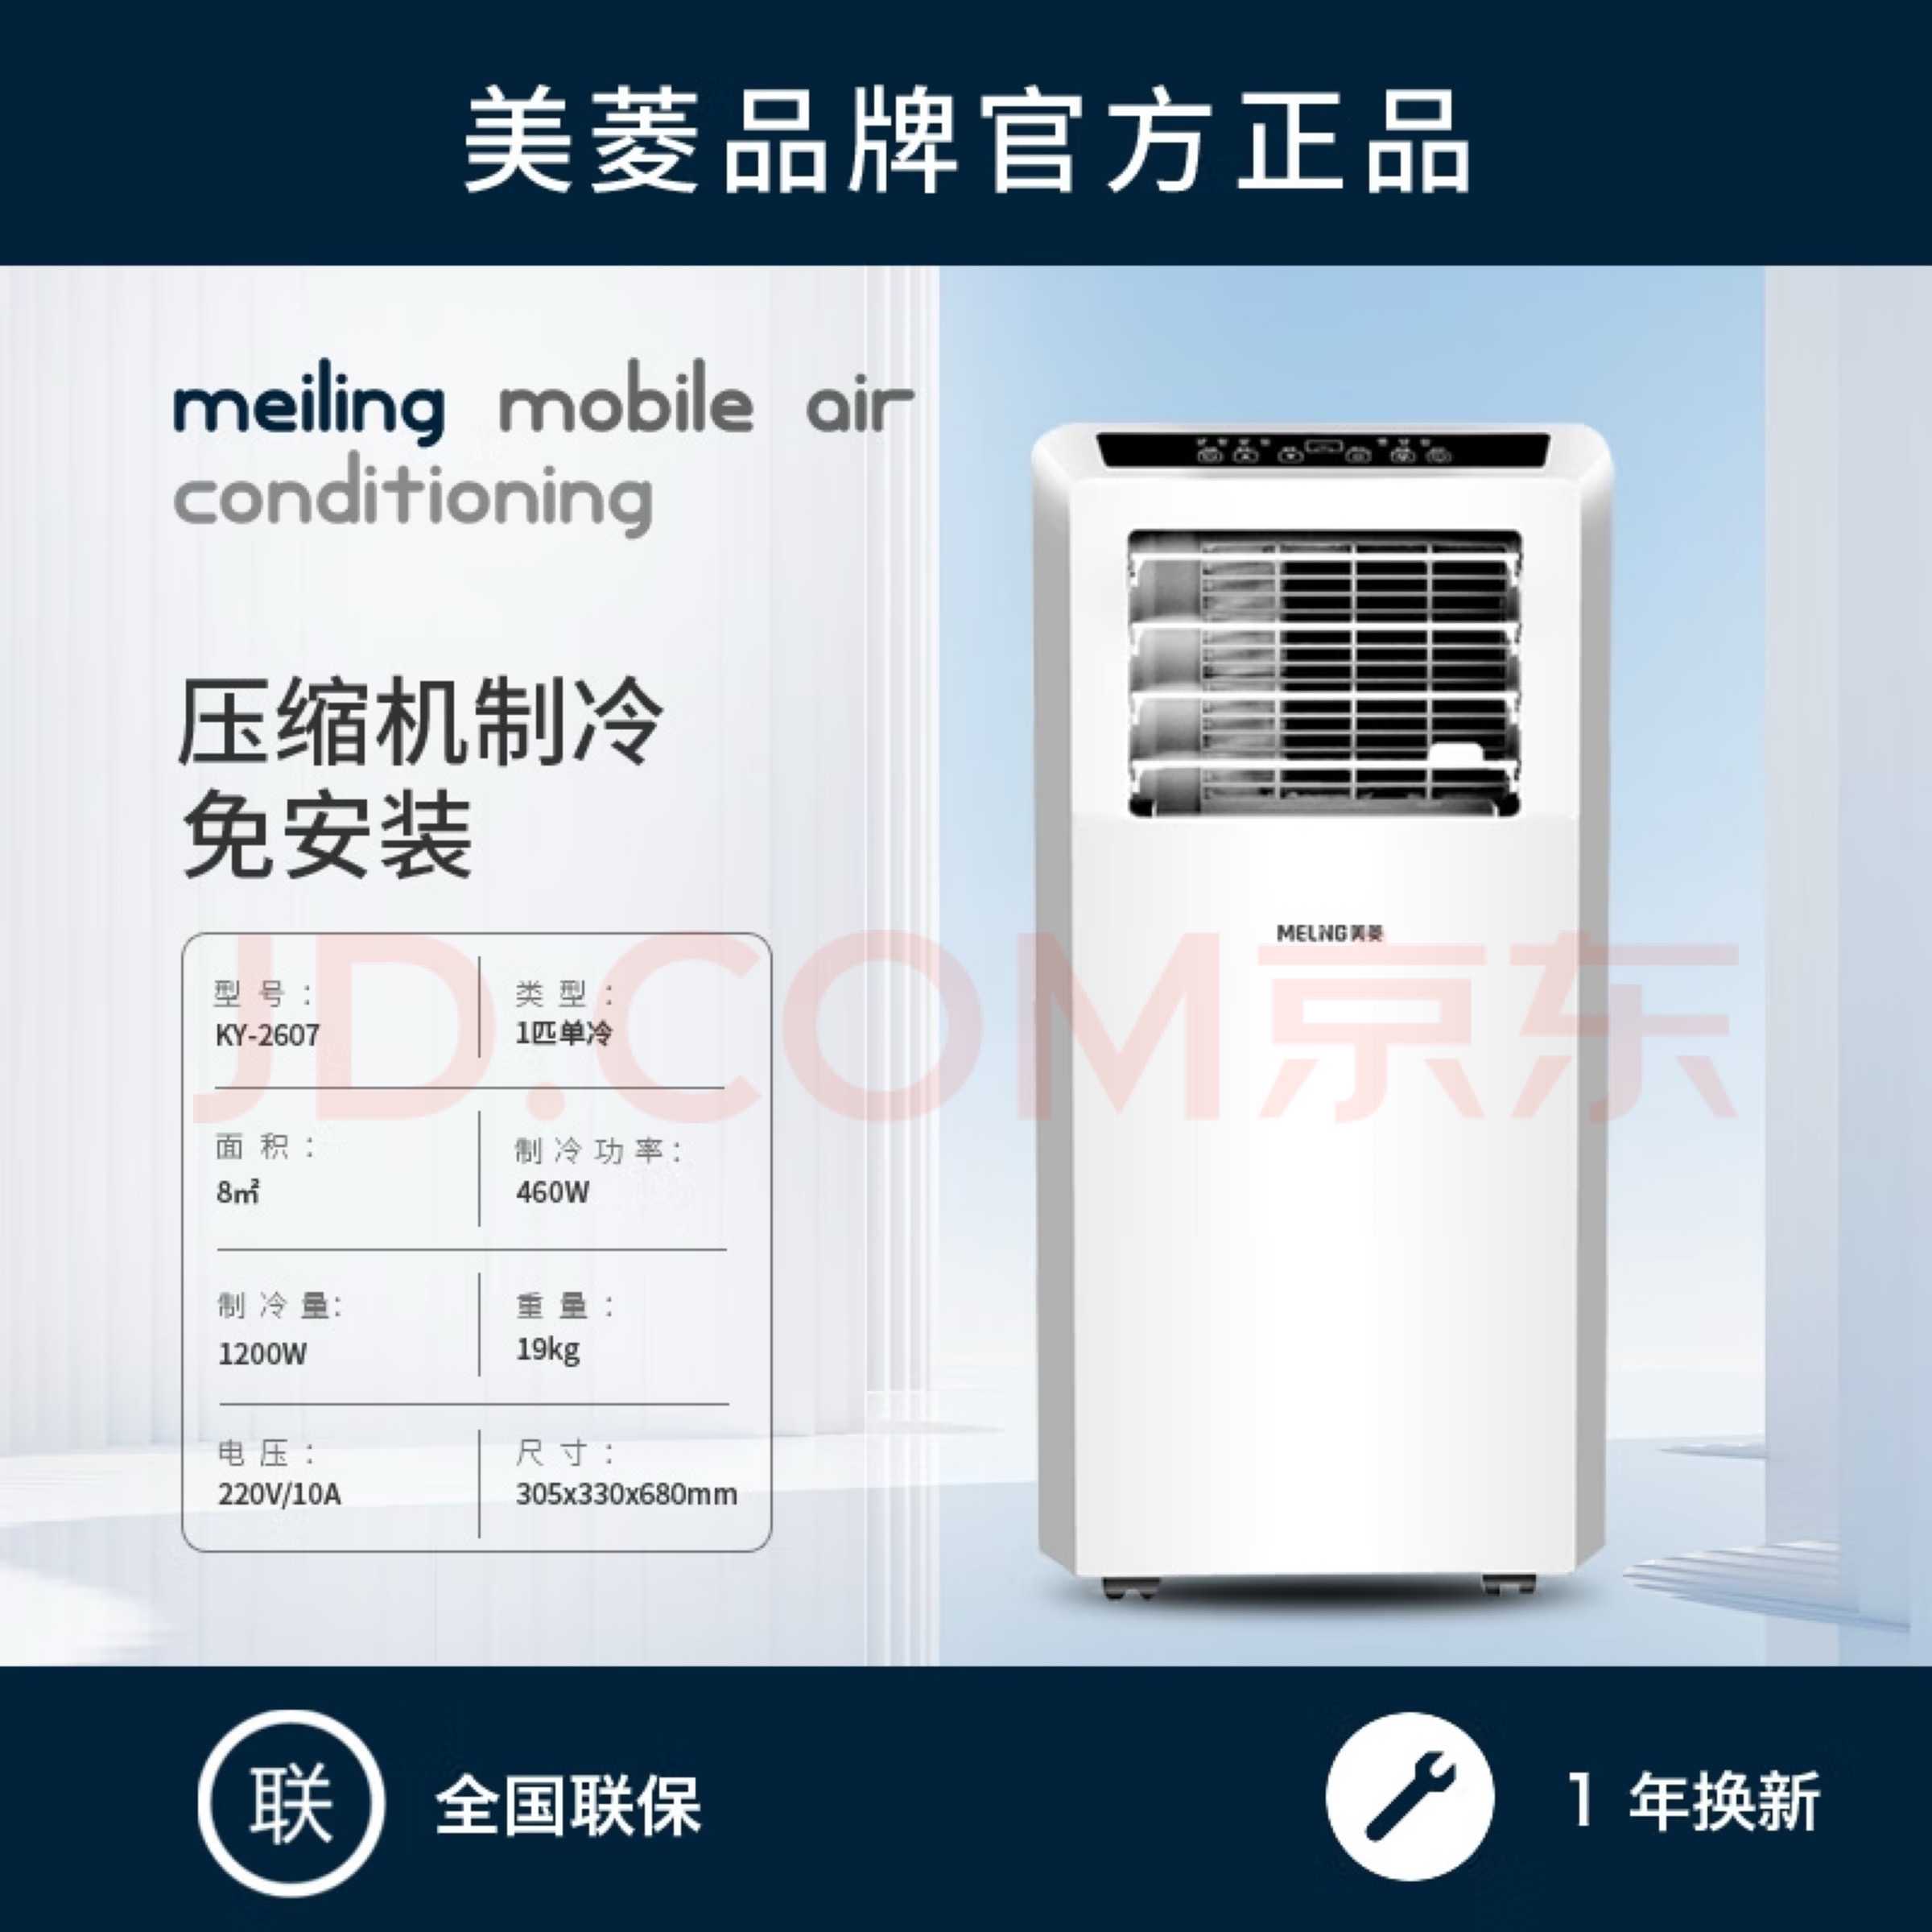 美菱品牌官方正品
meiling mobile air
conditioning
压缩机制冷
免安装
型号：
KY-2607
类型：
1匹单冷
面积：
8㎡
制冷功率：
460W
制冷量：
1200W
重量：
19kg
电压：
220V/10A
尺寸：
305x330x680mm
MELNG美菱
JD.COM京东
联
全国联保
1年换新